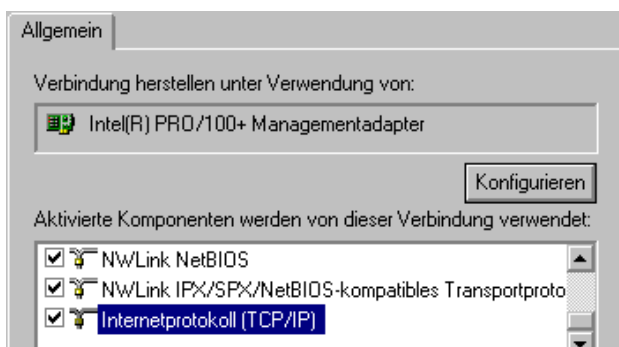 Allgemein
Verbindung herstellen unter Verwendung von:
Intel(R) PRO/100+ Managementadapter
Konfigurieren
Aktivierte Komponenten werden von dieser Verbindung verwendet:
NWLink NetBIOS
NWLink IPX/SPX/NetBIOS-kompatibles Transportproto
Internetprotokoll (TCP/IP)